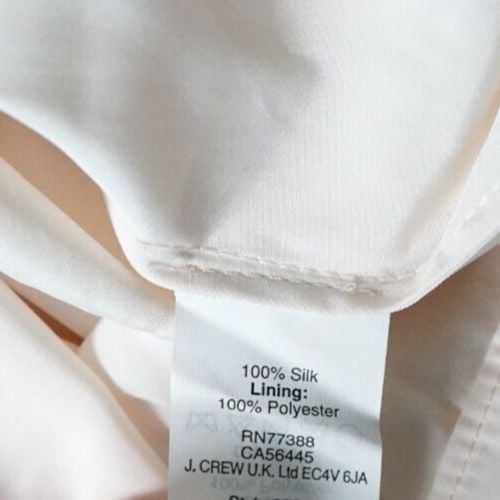 100% Silk
Lining:
100% Polyester
RN77388
CA56445
J. CREW U.K. Ltd EC4V 6JA